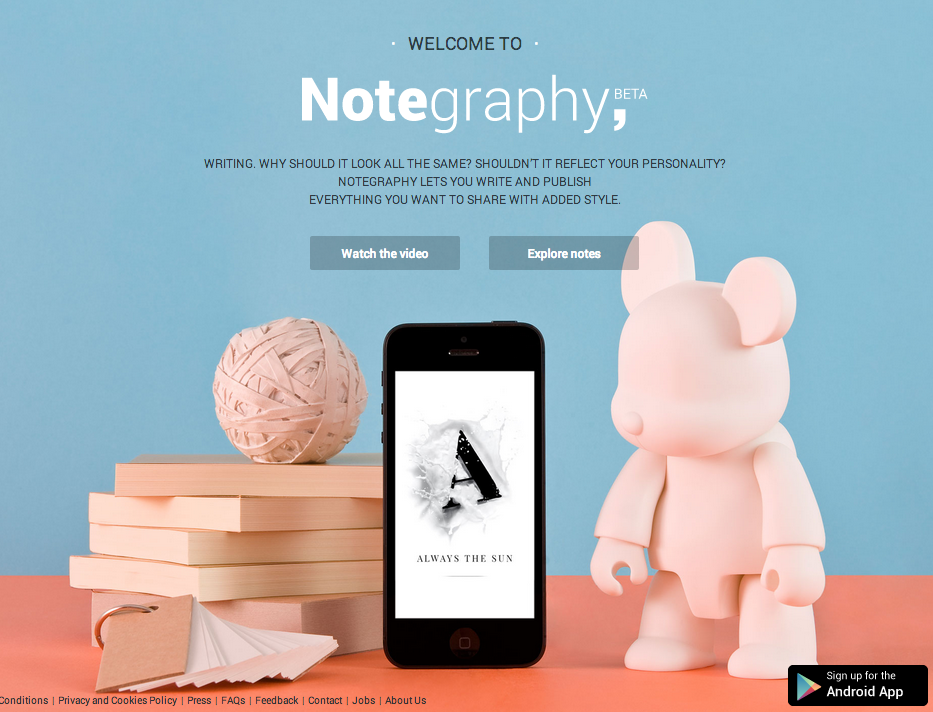 · WELCOME TO ·
Notegraphy, BETA
WRITING. WHY SHOULD IT LOOK ALL THE SAME? SHOULDN'T IT REFLECT YOUR PERSONALITY?
NOTEGRAPHY LETS YOU WRITE AND PUBLISH
EVERYTHING YOU WANT TO SHARE WITH ADDED STYLE.
Watch the video
Explore notes
A
ALWAYS THE SUN
Conditions | Privacy and Cookies Policy | Press | FAQs | Feedback | Contact | Jobs | About Us
Sign up for the
Android App